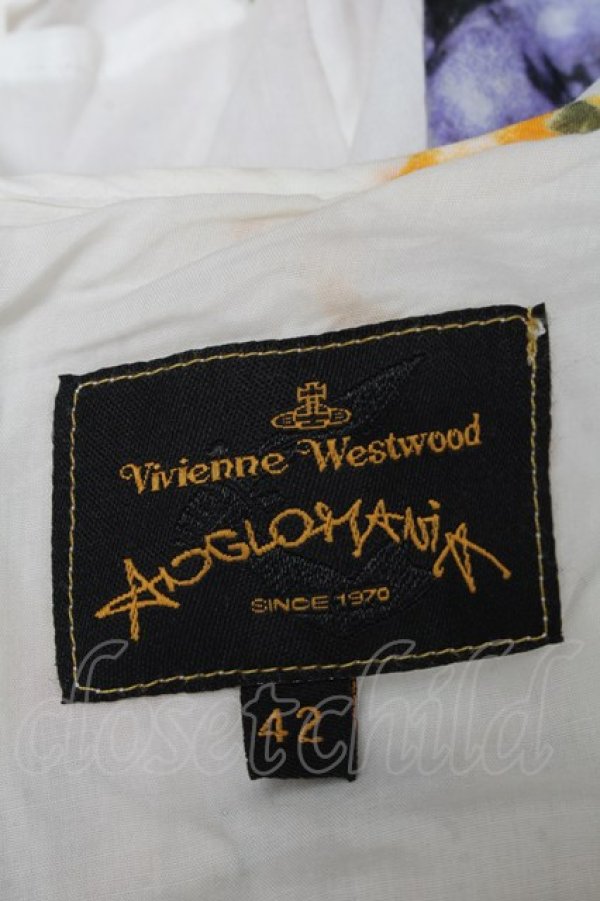 Vivienne Westwood
ANGLOMANIA
SINCE 1970
42
closetchild